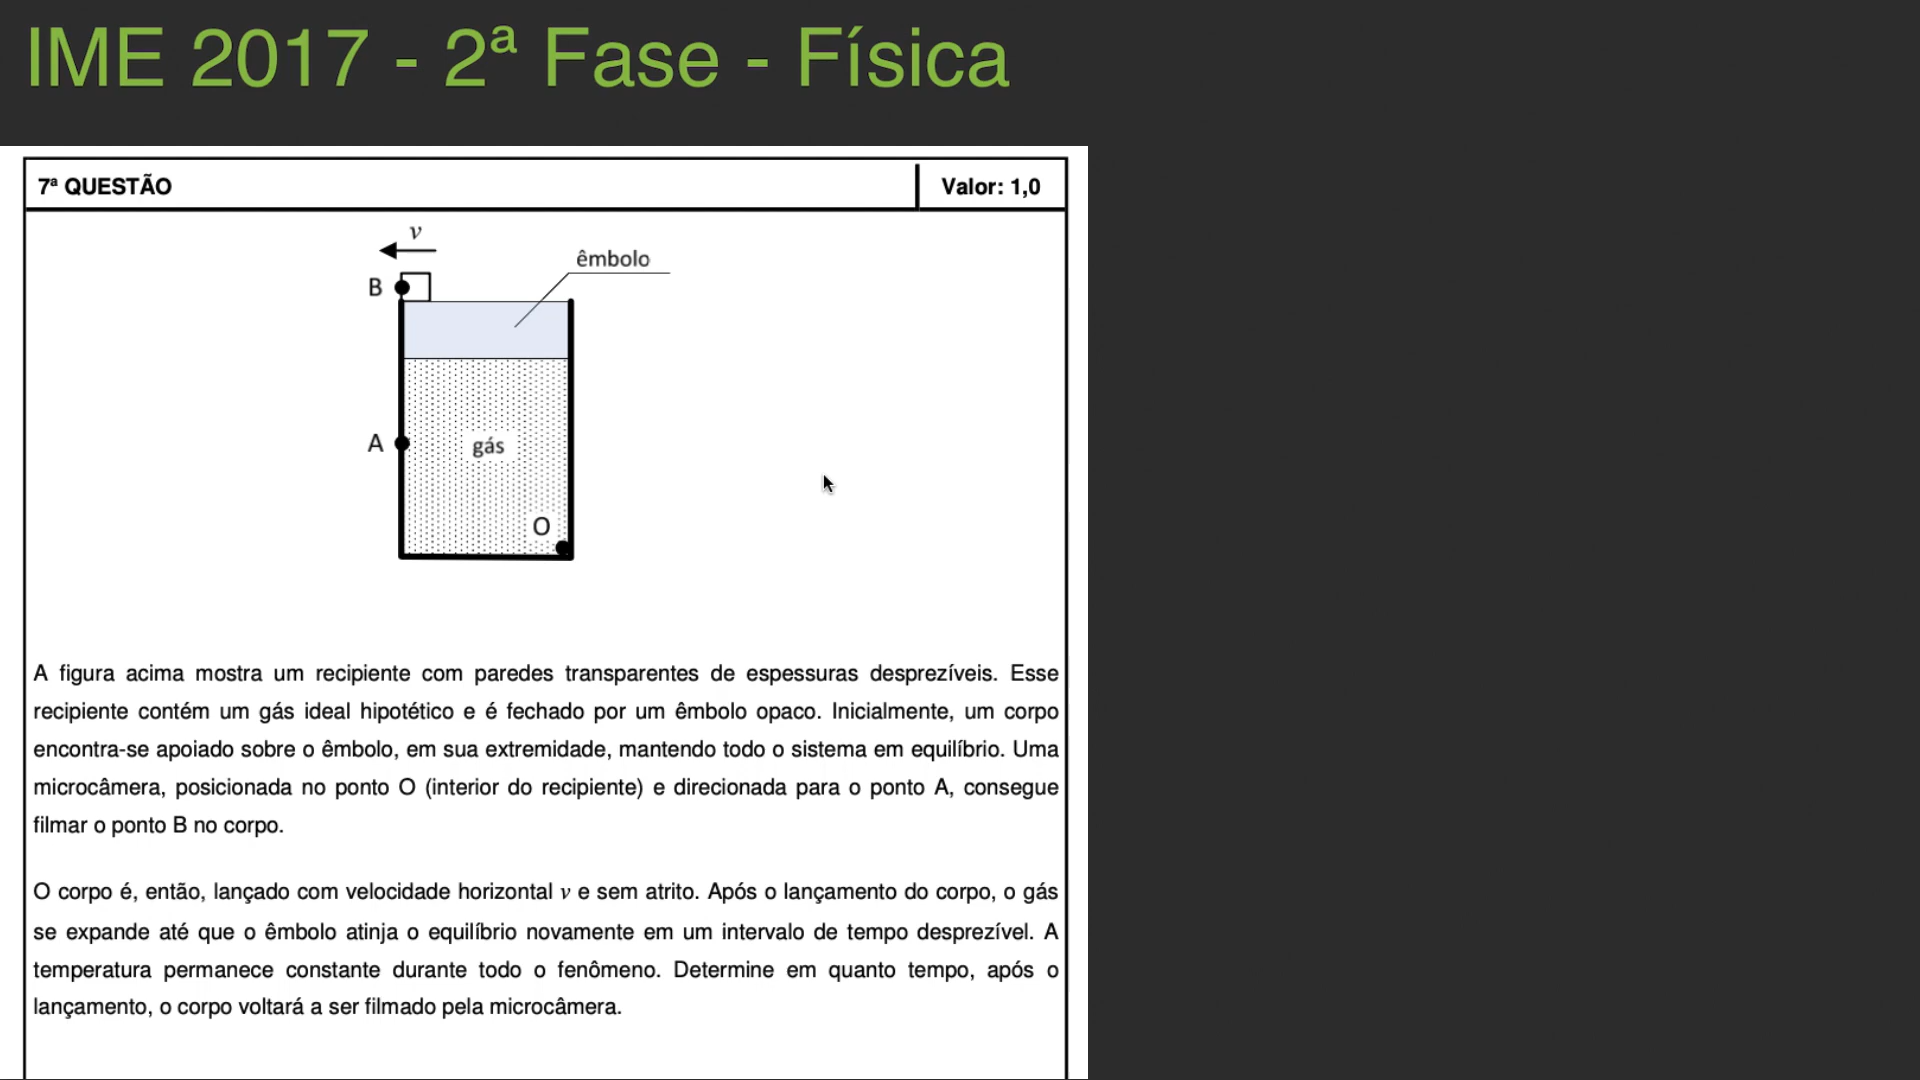 IME 2017 - 2ª Fase - Física
7ª QUESTÃO
Valor: 1,0
v
êmbolo
B
A
gás
O
A figura acima mostra um recipiente com paredes transparentes de espessuras desprezíveis. Esse
recipiente contém um gás ideal hipotético e é fechado por um êmbolo opaco. Inicialmente, um corpo
encontra-se apoiado sobre o êmbolo, em sua extremidade, mantendo todo o sistema em equilíbrio. Uma
microcâmera, posicionada no ponto O (interior do recipiente) e direcionada para o ponto A, consegue
filmar o ponto B no corpo.
O corpo é, então, lançado com velocidade horizontal v e sem atrito. Após o lançamento do corpo, o gás
se expande até que o êmbolo atinja o equilíbrio novamente em um intervalo de tempo desprezível. A
temperatura permanece constante durante todo o fenômeno. Determine em quanto tempo, após o
lançamento, o corpo voltará a ser filmado pela microcâmera.